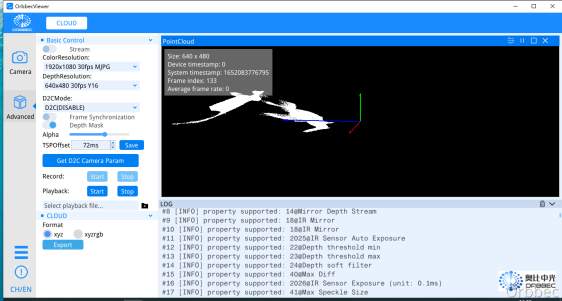 OrbbecViewer
ORBBEC
CLOUD
Camera
Advanced
CH/EN
Basic Control
Stream
ColorResolution:
1920x1080 30fps MJPG
DepthResolution:
640x480 30fps Y16
D2CMode:
D2C(DISABLE)
Frame Synchronization
Depth Mask
Alpha
TSPOffset 72ms Save
Get D2C Camera Param
Record: Start Stop
Playback: Start Stop
Select playback file...
CLOUD
Format
xyz xyzrgb
Export
PointCloud
Size: 640 x 480
Device timestamp: 0
System timestamp: 1652083776795
Frame index: 133
Average frame rate: 0
LOG
#8 [INFO] property supported: 14@Mirror Depth Stream
#9 [INFO] property supported: 18@IR Mirror
#10 [INFO] property supported: 18@IR Mirror
#11 [INFO] property supported: 2025@IR Sensor Auto Exposure
#12 [INFO] property supported: 22@Depth threshold min
#13 [INFO] property supported: 23@Depth threshold max
#14 [INFO] property supported: 24@Depth soft filter
#15 [INFO] property supported: 40@Max Diff
#16 [INFO] property supported: 2026@IR Sensor Exposure (unit: 0.1ms)
#17 [INFO] property supported: 41@Max Speckle Size
奥比中光
ORBBEC
Orbbec